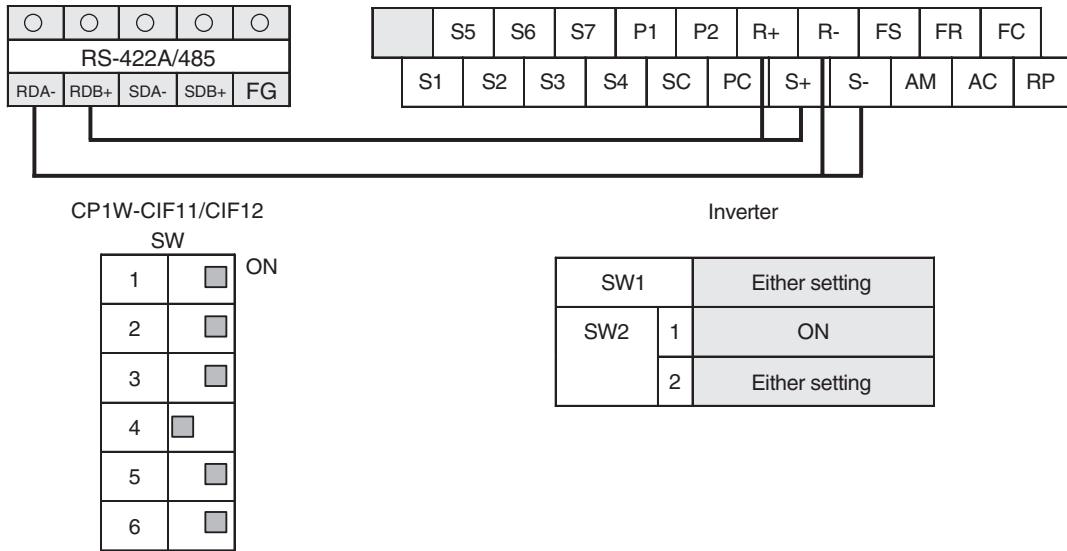 RS-422A/485
RDA- RDB+ SDA- SDB+ FG
S5 S6 S7 P1 P2 R+ R- FS FR FC
S1 S2 S3 S4 SC PC S+ S- AM AC RP
CP1W-CIF11/CIF12
SW
ON
1
2
3
4
5
6
Inverter
SW1 Either setting
SW2 1 ON
2 Either setting